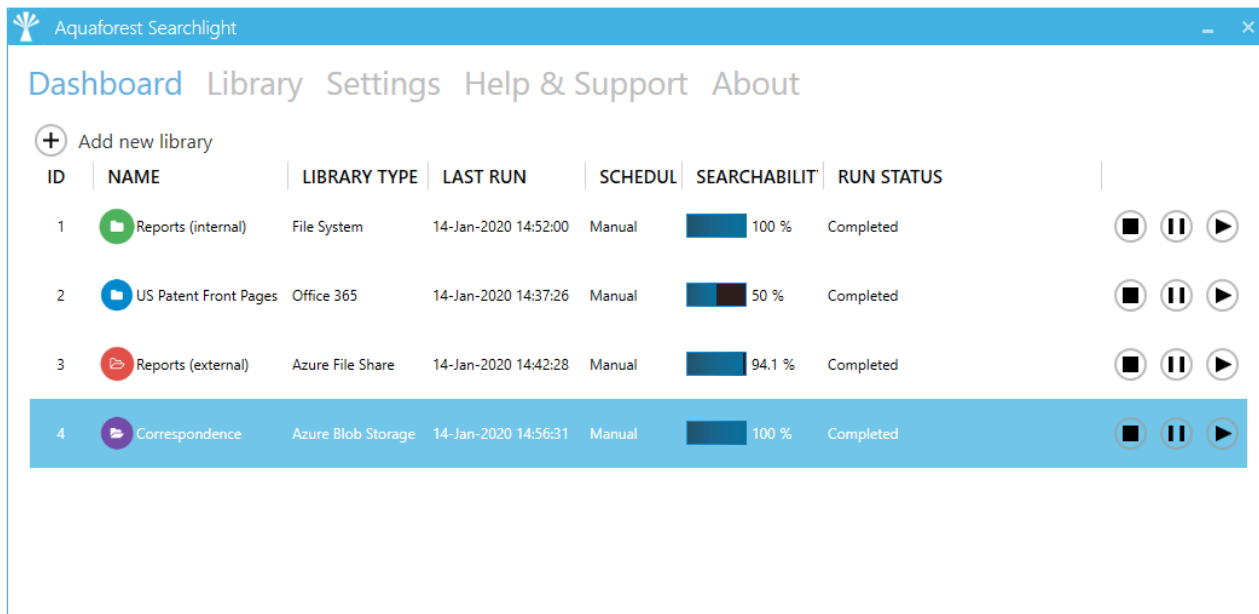 Aquaforest Searchlight
Dashboard Library Settings Help & Support About
Add new library
ID NAME LIBRARY TYPE LAST RUN SCHEDUL SEARCHABILIT RUN STATUS
1 Reports (internal) File System 14-Jan-2020 14:52:00 Manual 100 % Completed
2 US Patent Front Pages Office 365 14-Jan-2020 14:37:26 Manual 50 % Completed
3 Reports (external) Azure File Share 14-Jan-2020 14:42:28 Manual 94.1 % Completed
4 Correspondence Azure Blob Storage 14-Jan-2020 14:56:31 Manual 100 % Completed